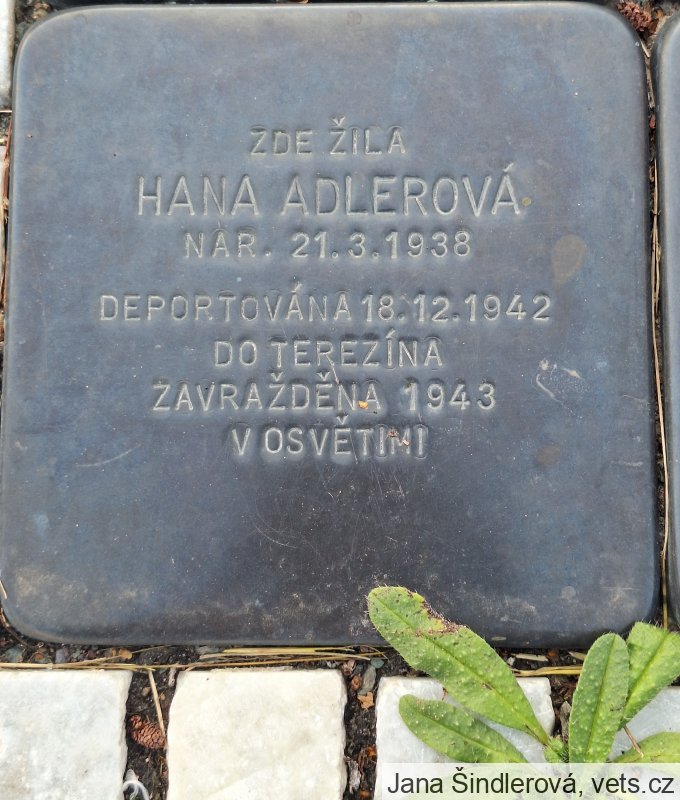 ZDE ŽILA
HANA ADLEROVÁ
NAR. 21.3.1938
DEPORTOVÁNA 18.12.1942
DO TEREZÍNA
ZAVRAŽDĚNA 1943
V OSVĚTIMI
Jana Šindlerová, vets.cz